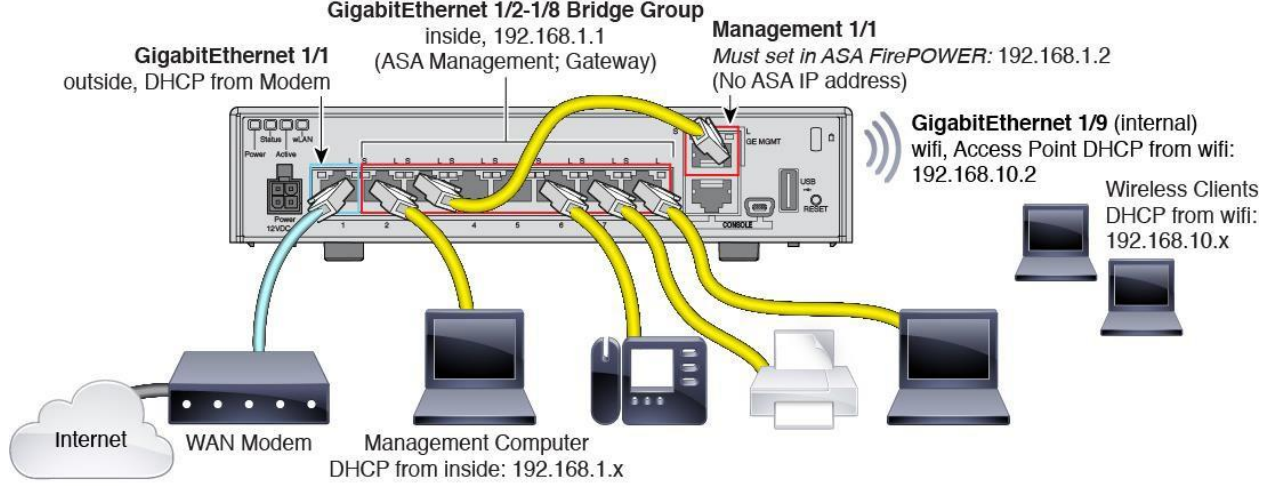 GigabitEthernet 1/2-1/8 Bridge Group
inside, 192.168.1.1
(ASA Management; Gateway)
GigabitEthernet 1/1
outside, DHCP from Modem
Management 1/1
Must set in ASA FirePOWER: 192.168.1.2
(No ASA IP address)
GigabitEthernet 1/9 (internal)
wifi, Access Point DHCP from wifi:
192.168.10.2
Wireless Clients
DHCP from wifi:
192.168.10.x
Status wLAN
Power Active
L S L S L S L S L S L
S L
GE MGMT
USB
RESET
Power
12VDC
1 2 4 5 6 7
CONSOLE
Internet
WAN Modem
Management Computer
DHCP from inside: 192.168.1.x